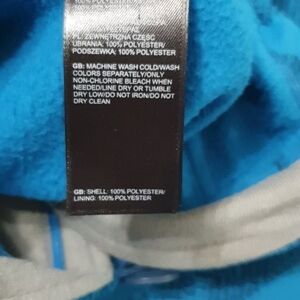 100% POLYESTER
PL: ZEWNĘTRZNA CZĘŚĆ
UBRANIA: 100% POLYESTER/
PODSZEWKA: 100% POLYESTER
GB: MACHINE WASH COLD/WASH
COLORS SEPARATELY/ONLY
NON-CHLORINE BLEACH WHEN
NEEDED/LINE DRY OR TUMBLE
DRY LOW/DO NOT IRON/DO NOT
DRY CLEAN
GB: SHELL: 100% POLYESTER/
LINING: 100% POLYESTER